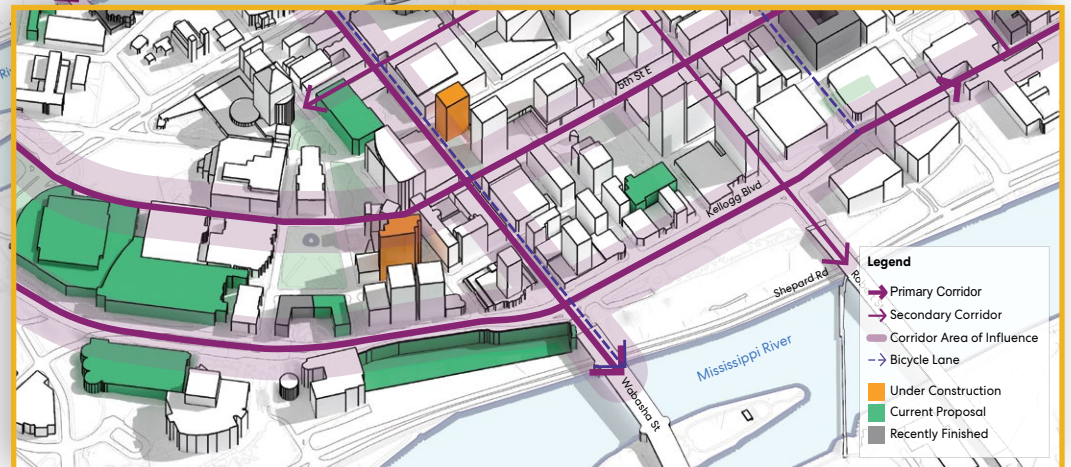 5th St E
Kellogg Blvd
Shepard Rd
Mississippi River
Wabasha St
Legend
Primary Corridor
Secondary Corridor
Corridor Area of Influence
Bicycle Lane
Under Construction
Current Proposal
Recently Finished